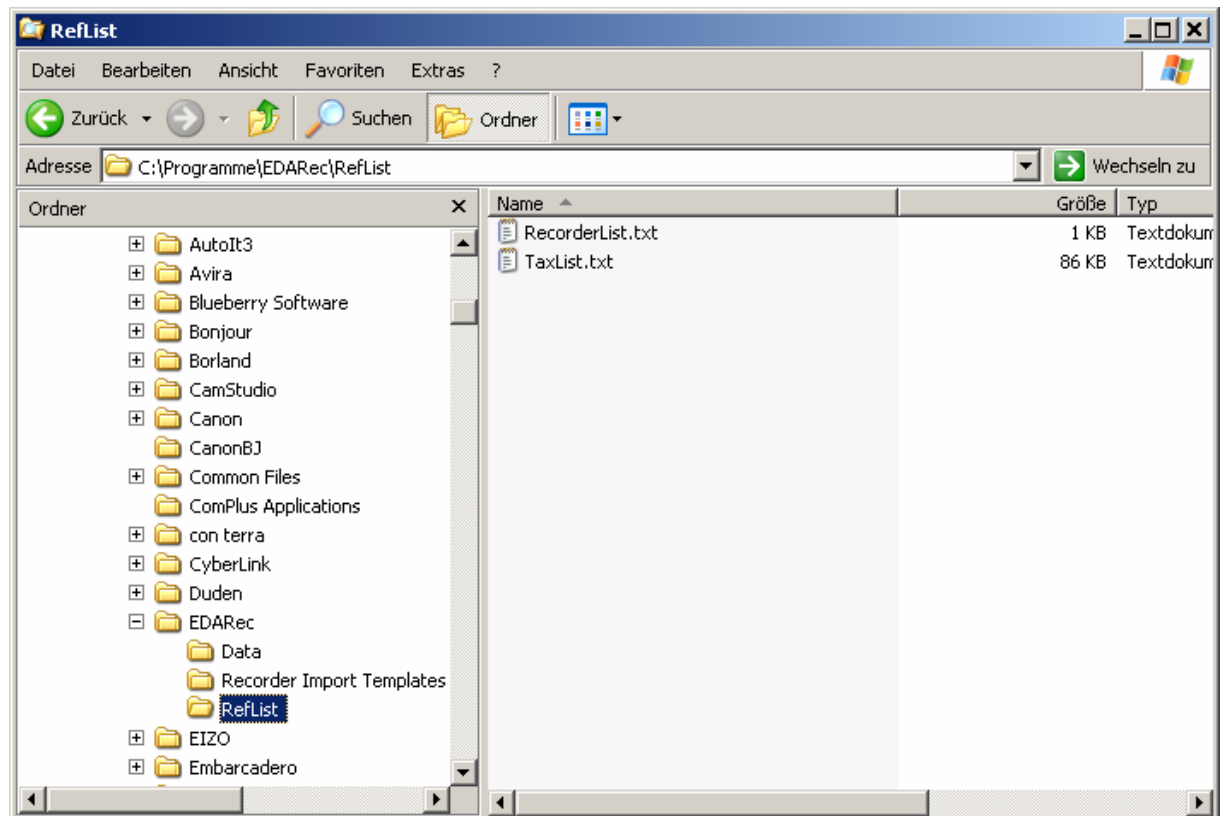 RefList
Datei Bearbeiten Ansicht Favoriten Extras ?
Zurück Suchen Ordner
Adresse C:\Programme\EDARec\RefList Wechseln zu
Ordner
AutoIt3
Avira
Blueberry Software
Bonjour
Borland
CamStudio
Canon
CanonBJ
Common Files
ComPlus Applications
con terra
CyberLink
Duden
EDARec
Data
Recorder Import Templates
RefList
EIZO
Embarcadero
Name Größe Typ
RecorderList.txt 1 KB Textdokum
TaxList.txt 86 KB Textdokum